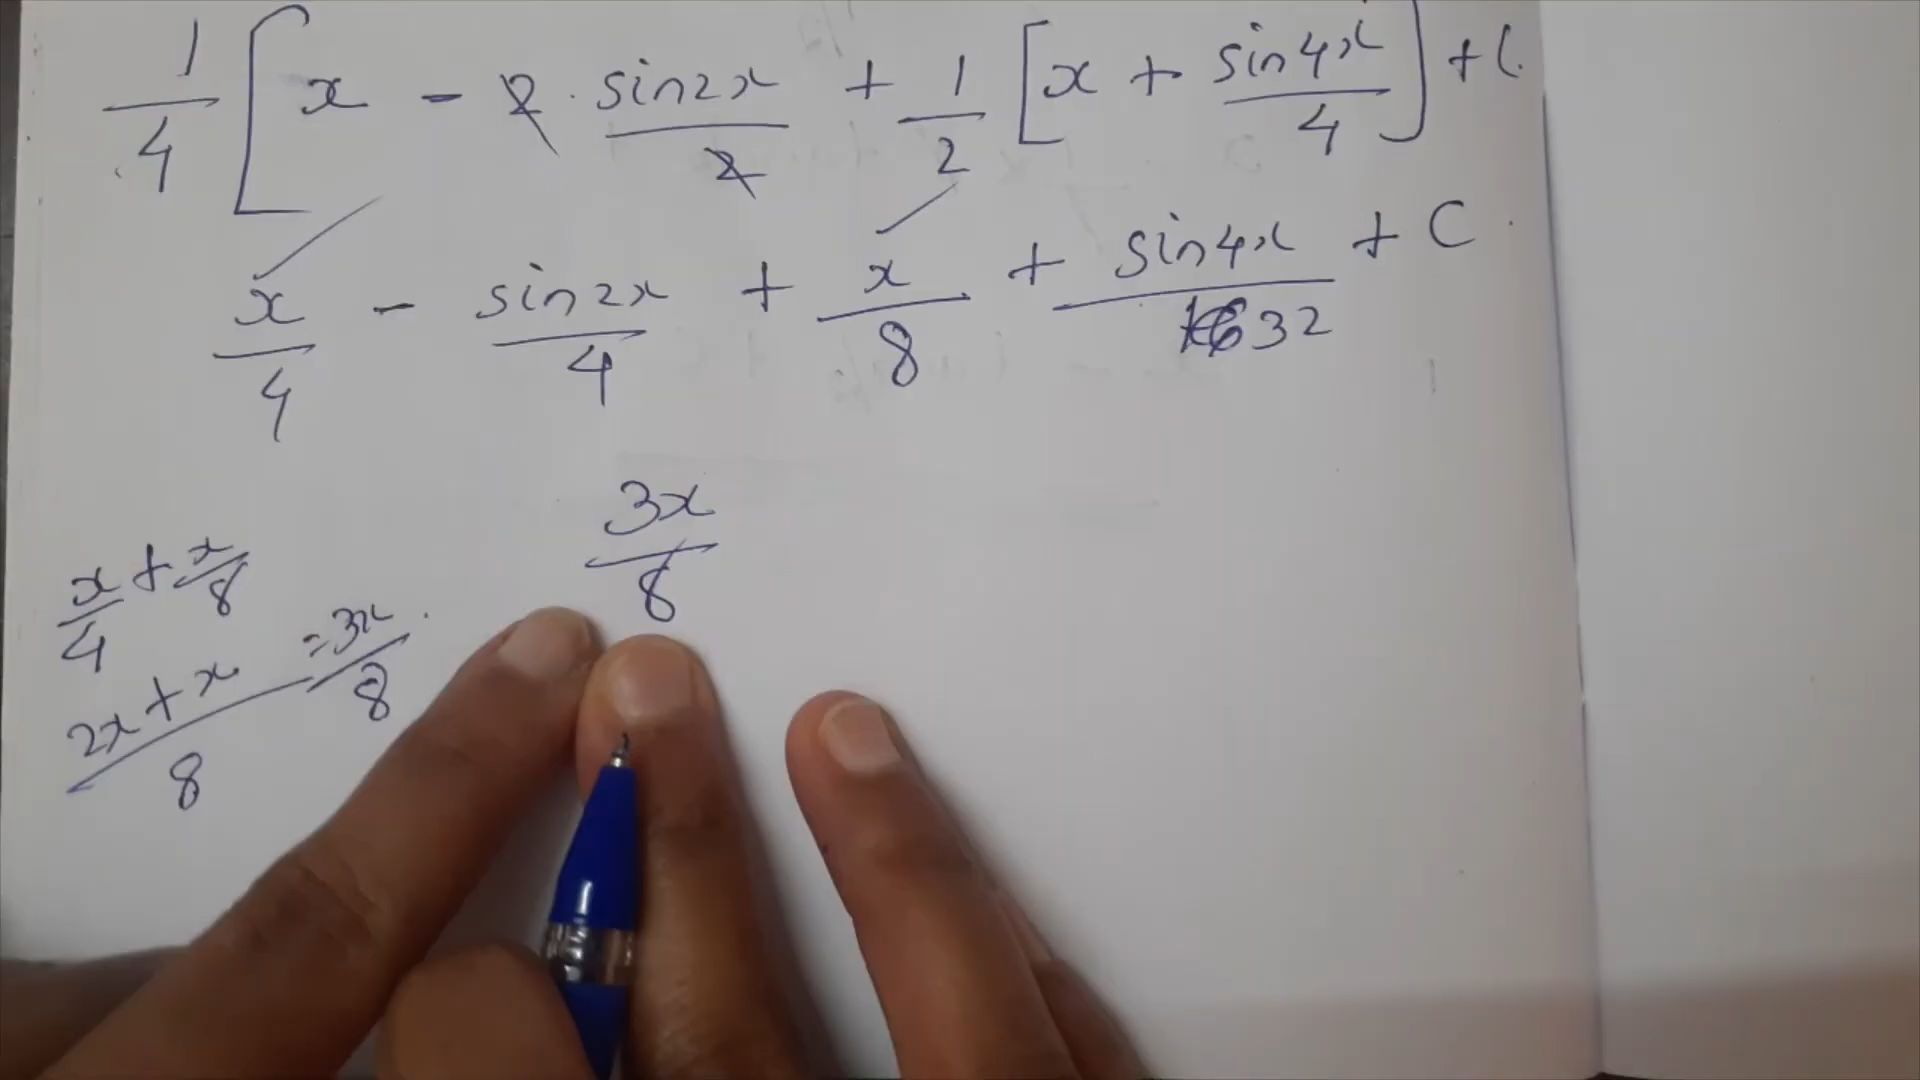 1/4 [x - 2 · sin2x/2 + 1/2 [x + sin4x/4] + C.
x/4 - sin2x/4 + x/8 + sin4x/32 + C
3x/8
x/4 + x/8
2x+x/8 = 3x/8